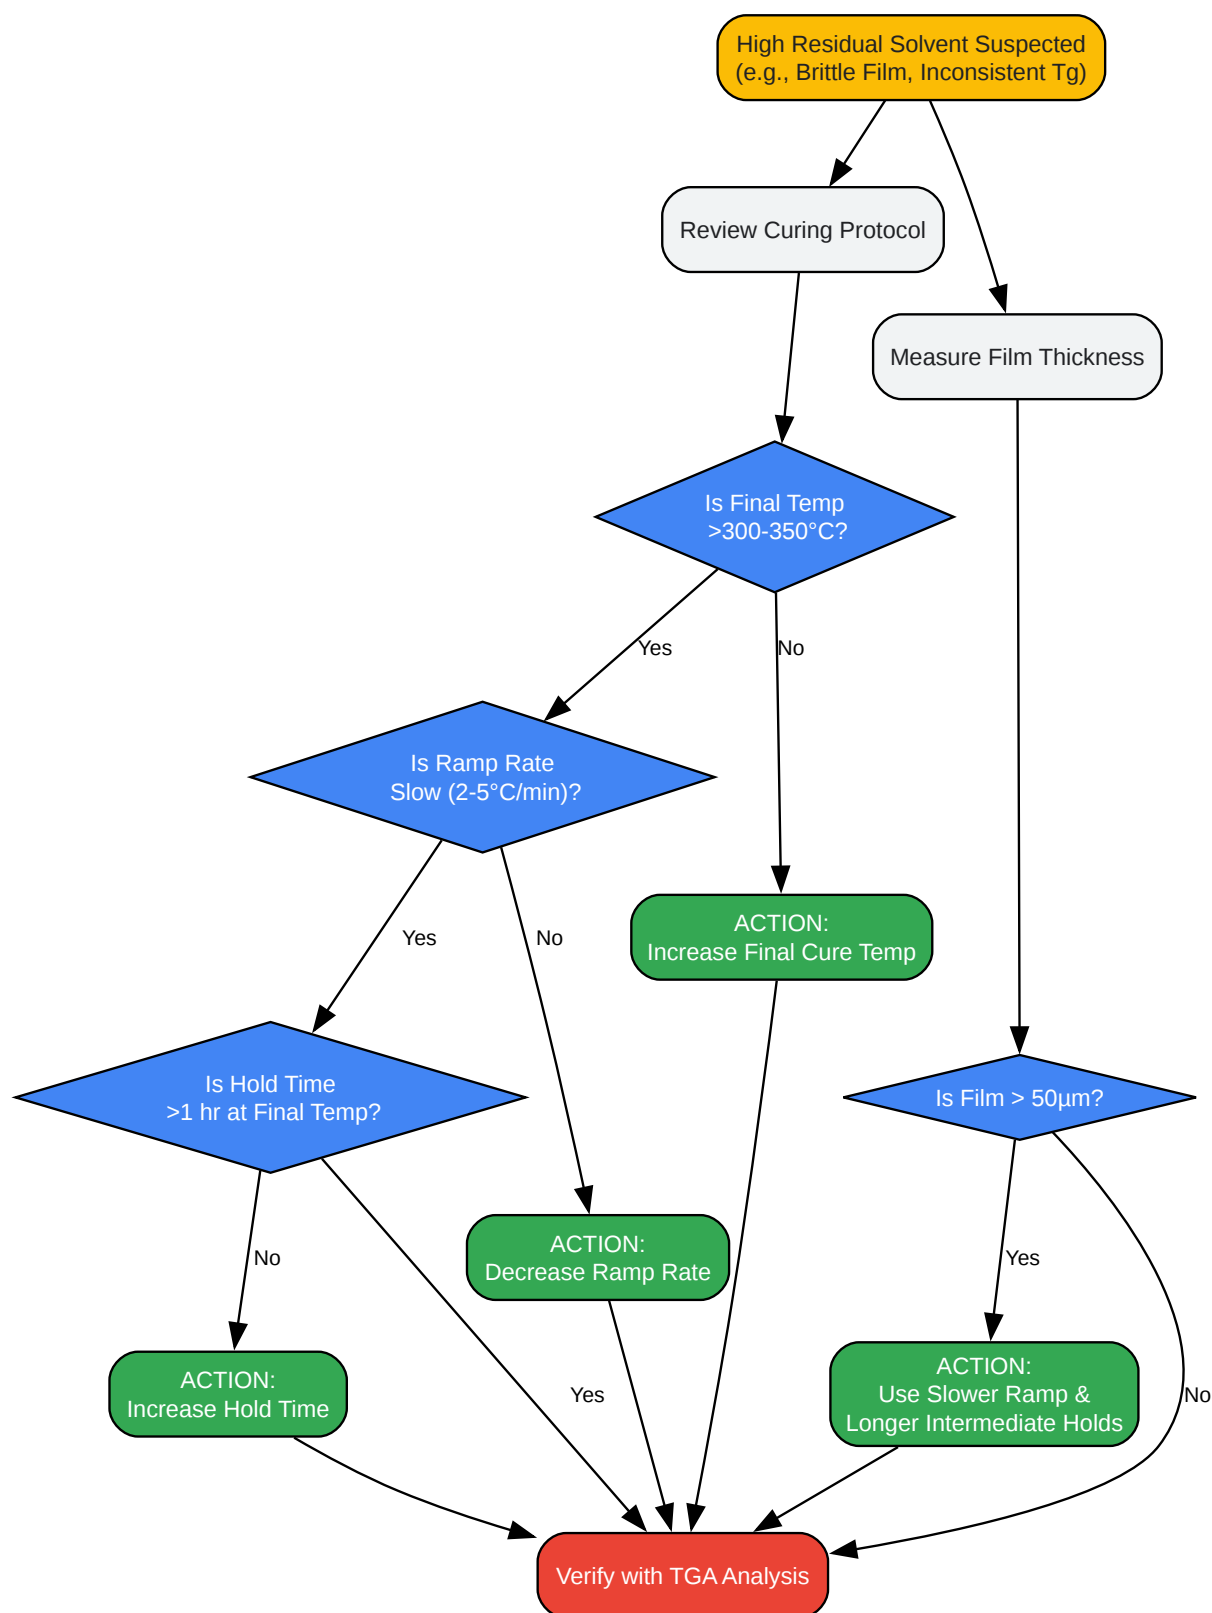 High Residual Solvent Suspected
(e.g., Brittle Film, Inconsistent Tg)
Review Curing Protocol
Measure Film Thickness
Is Final Temp
>300-350°C?
Yes
No
Is Ramp Rate
Slow (2-5°C/min)?
ACTION:
Increase Final Cure Temp
Yes
No
Is Hold Time
>1 hr at Final Temp?
Is Film > 50µm?
ACTION:
Decrease Ramp Rate
No
Yes
ACTION:
Increase Hold Time
Yes
ACTION:
Use Slower Ramp &
Longer Intermediate Holds
No
Verify with TGA Analysis